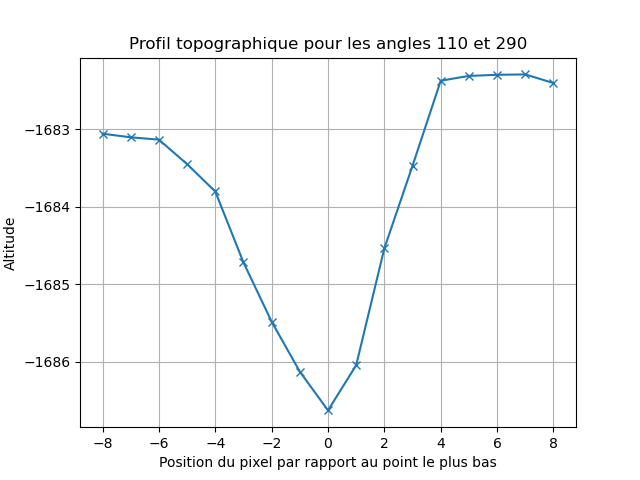 Profil topographique pour les angles 110 et 290
Altitude
−1683
−1684
−1685
−1686
−8 −6 −4 −2 0 2 4 6 8
Position du pixel par rapport au point le plus bas